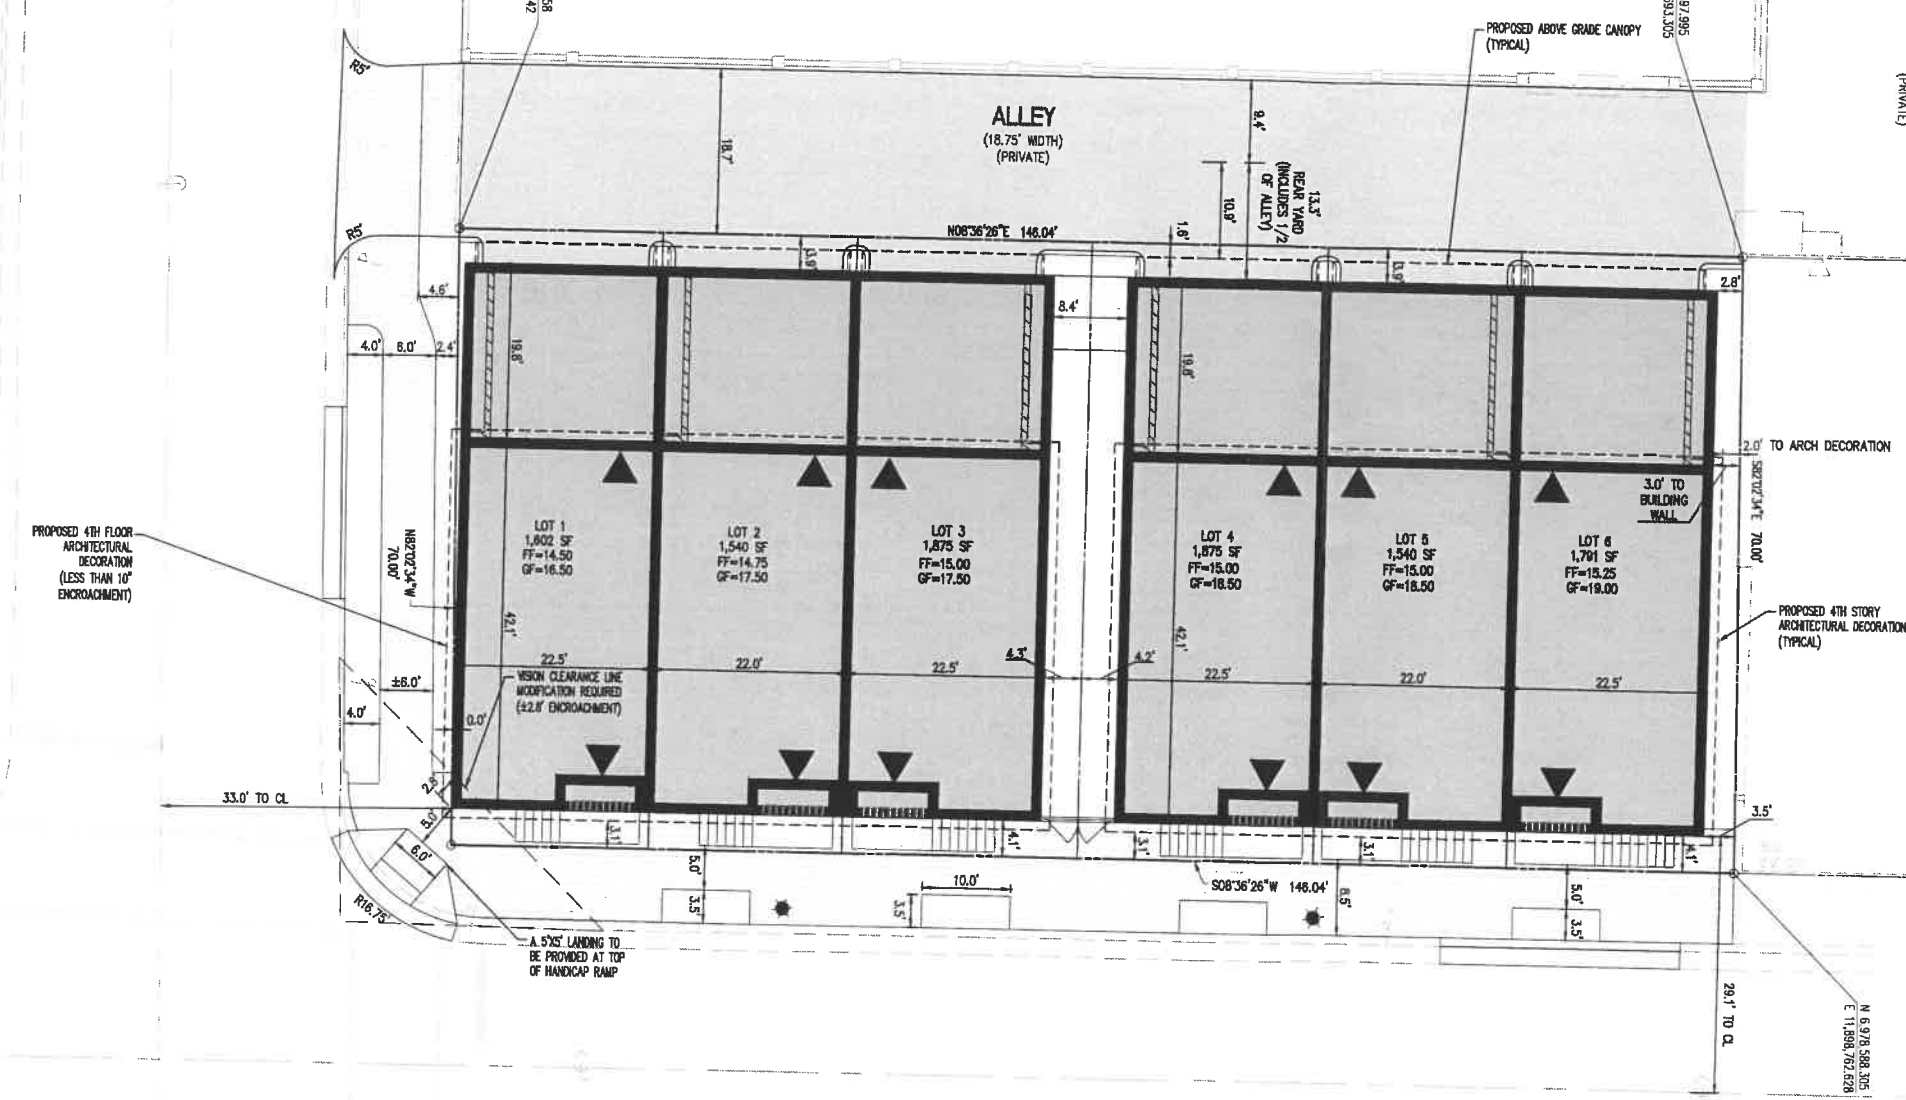 58
42
97.995
593.305
(PRIVATE)
PROPOSED ABOVE GRADE CANOPY
(TYPICAL)
R5'
ALLEY
(18.75' WIDTH)
(PRIVATE)
18.7'
9.4'
13.3'
REAR YARD
(INCLUDES 1/2
OF ALLEY)
10.9'
1.6'
R5'
N08°36'26"E 146.04'
3.9'
3.9'
4.6'
8.4'
2.8'
4.0'
6.0'
2.4'
19.8'
19.8'
2.0' TO ARCH DECORATION
3.0' TO
BUILDING
WALL
S82°02'34"E 70.00'
PROPOSED 4TH FLOOR
ARCHITECTURAL
DECORATION
(LESS THAN 10"
ENCROACHMENT)
N82°02'34"W
70.00'
LOT 1
1,602 SF
FF=14.50
GF=16.50
LOT 2
1,540 SF
FF=14.75
GF=17.50
LOT 3
1,875 SF
FF=15.00
GF=17.50
LOT 4
1,875 SF
FF=15.00
GF=18.50
LOT 5
1,540 SF
FF=15.00
GF=18.50
LOT 6
1,791 SF
FF=15.25
GF=19.00
PROPOSED 4TH STORY
ARCHITECTURAL DECORATION
(TYPICAL)
42.1'
42.1'
22.5'
22.0'
22.5'
4.3'
4.2'
22.5'
22.0'
22.5'
VISION CLEARANCE LINE
MODIFICATION REQUIRED
(±2.8' ENCROACHMENT)
±6.0'
4.0'
0.0'
2.8'
33.0' TO CL
5.0'
6.0'
R16.75'
3.1'
4.1'
3.1'
3.1'
4.1'
3.5'
5.0'
3.5'
10.0'
3.5'
S08°36'26"W 146.04'
8.5'
5.0'
3.5'
A 5'X5' LANDING TO
BE PROVIDED AT TOP
OF HANDICAP RAMP
29.1' TO CL
N 6,978,588.305
E 11,898,762.628